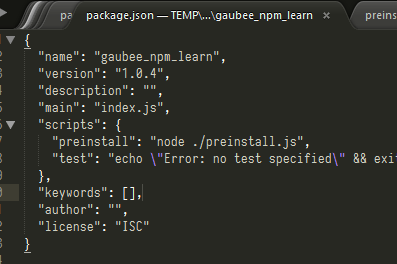 pa
package.json — TEMP\...\gaubee_npm_learn ×
preins
{
"name": "gaubee_npm_learn",
"version": "1.0.4",
"description": "",
"main": "index.js",
"scripts": {
"preinstall": "node ./preinstall.js",
"test": "echo \"Error: no test specified\" && exi
},
"keywords": [],
"author": "",
"license": "ISC"
}